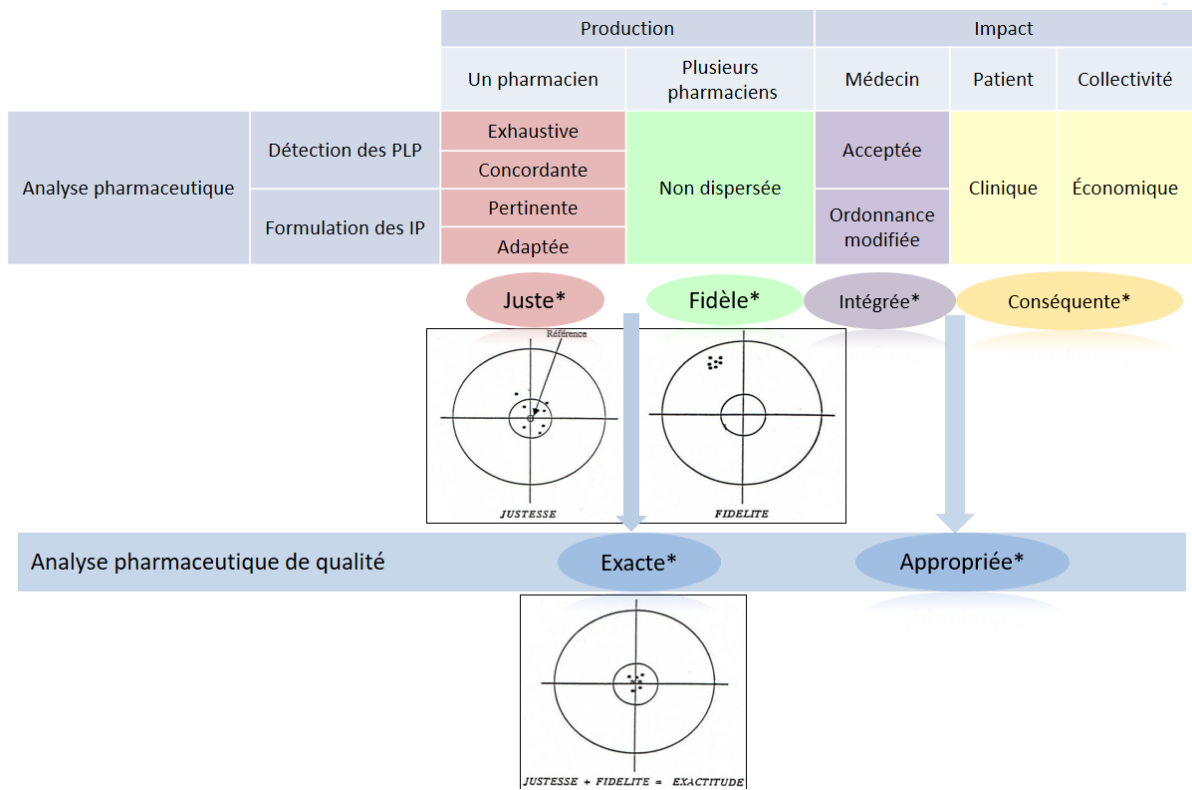 Production
Impact
Un pharmacien
Plusieurs
pharmaciens
Médecin
Patient
Collectivité
Analyse pharmaceutique
Détection des PLP
Formulation des IP
Exhaustive
Concordante
Pertinente
Adaptée
Non dispersée
Acceptée
Ordonnance
modifiée
Clinique
Économique
Juste*
Fidèle*
Intégrée*
Conséquente*
Référence
JUSTESSE
FIDELITE
Analyse pharmaceutique de qualité
Exacte*
Appropriée*
JUSTESSE + FIDELITE = EXACTITUDE